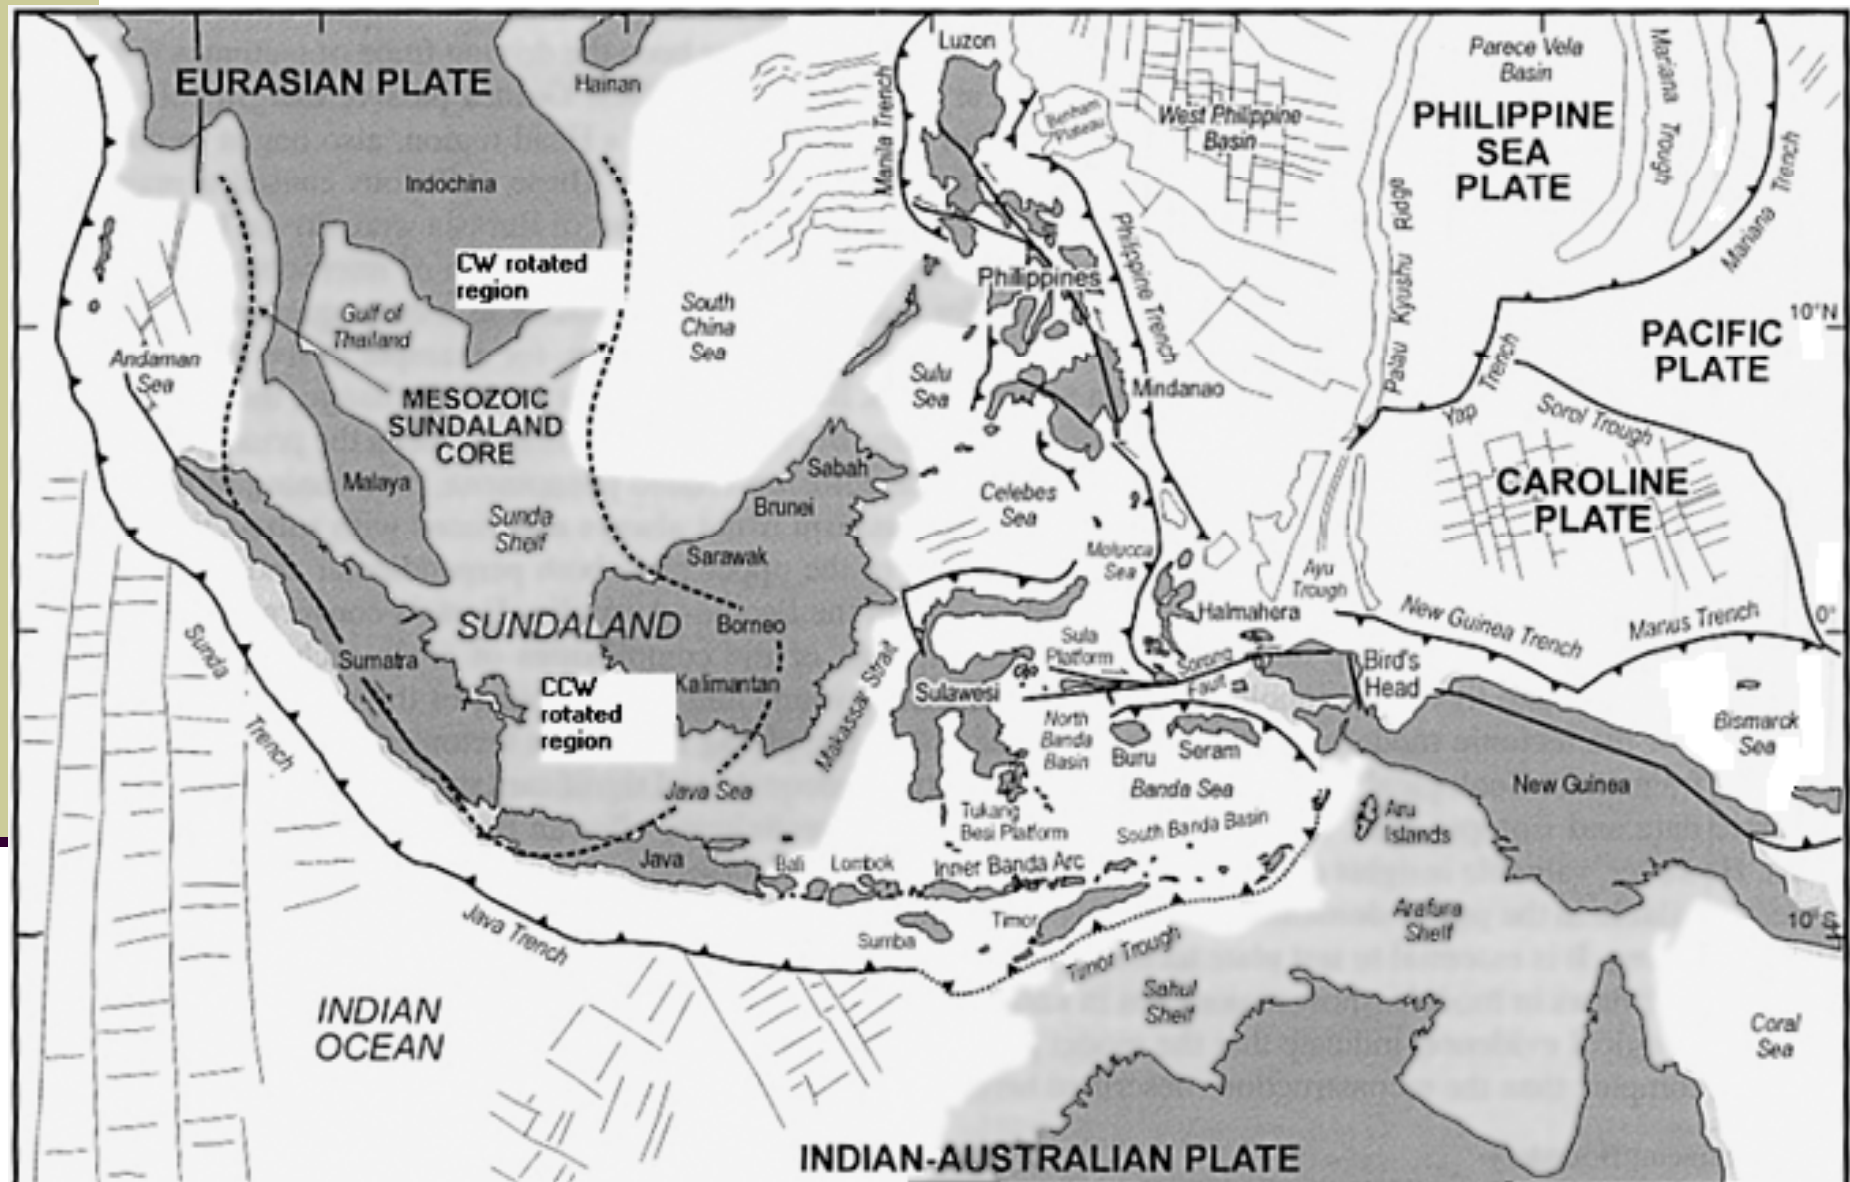 Luzon
EURASIAN PLATE
Hainan
Parece Vela
Basin
Mariana Trough
Manila Trench
Benham
Plateau
West Philippine
Basin
PHILIPPINE
SEA
PLATE
Mariana Trench
Indochina
CW rotated
region
Phillippines
Philippine Trench
Palau Kyushu Ridge
Gulf of
Thailand
South
China
Sea
10°N
PACIFIC
PLATE
Andaman
Sea
Sulu
Sea
Mindanao
Yap Trench
Sorol Trough
MESOZOIC
SUNDALAND
CORE
Malaya
Sabah
Brunei
Celebes
Sea
CAROLINE
PLATE
Sunda
Shelf
Sarawak
Molucca
Sea
Ayu
Trough
SUNDALAND
Borneo
Halmahera
New Guinea Trench
Manus Trench
0°
Sunda
Trench
Sumatra
Sula
Platform
Sorong
Fault
Bird's
Head
CCW
rotated
region
Kalimantan
Makassar Strait
Sulawesi
North
Banda
Basin
Buru
Seram
Bismarck
Sea
Java Sea
Banda Sea
New Guinea
Tukang
Besi Platform
South Banda Basin
Aru
Islands
Java
Bali
Lombok
Inner Banda Arc
Java Trench
Sumba
Timor
Timor Trough
Arafura
Shelf
10°S
Sahul
Shelf
INDIAN
OCEAN
Coral
Sea
INDIAN-AUSTRALIAN PLATE